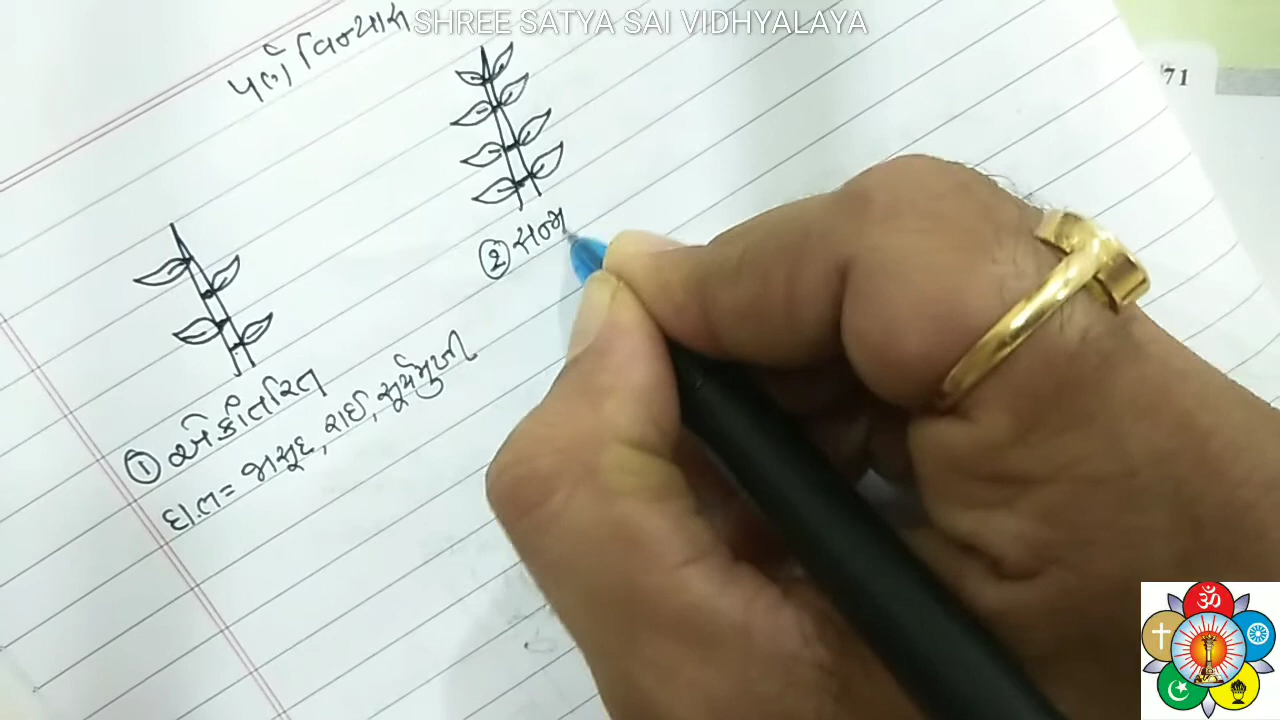 SHREE SATYA SAI VIDHYALAYA
પર્ણ વિન્યાસ
71
② સન્મ
① એકાંતરિત
દા.ત= જાસૂદ, રાઈ, સૂર્યમુખી